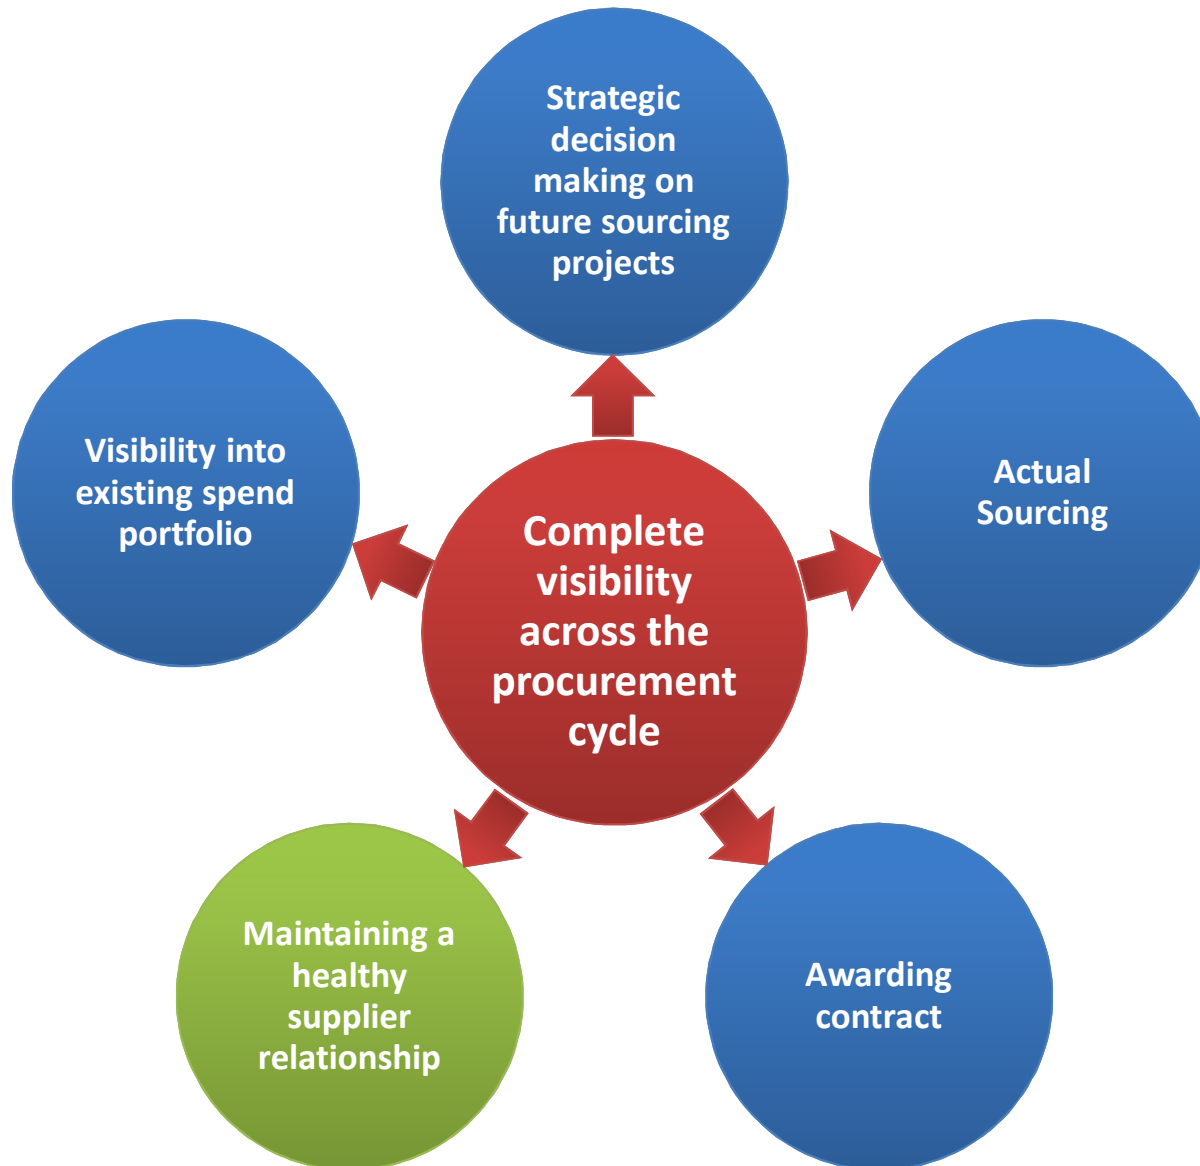 Strategic
decision
making on
future sourcing
projects
Visibility into
existing spend
portfolio
Actual
Sourcing
Complete
visibility
across the
procurement
cycle
Maintaining a
healthy
supplier
relationship
Awarding
contract